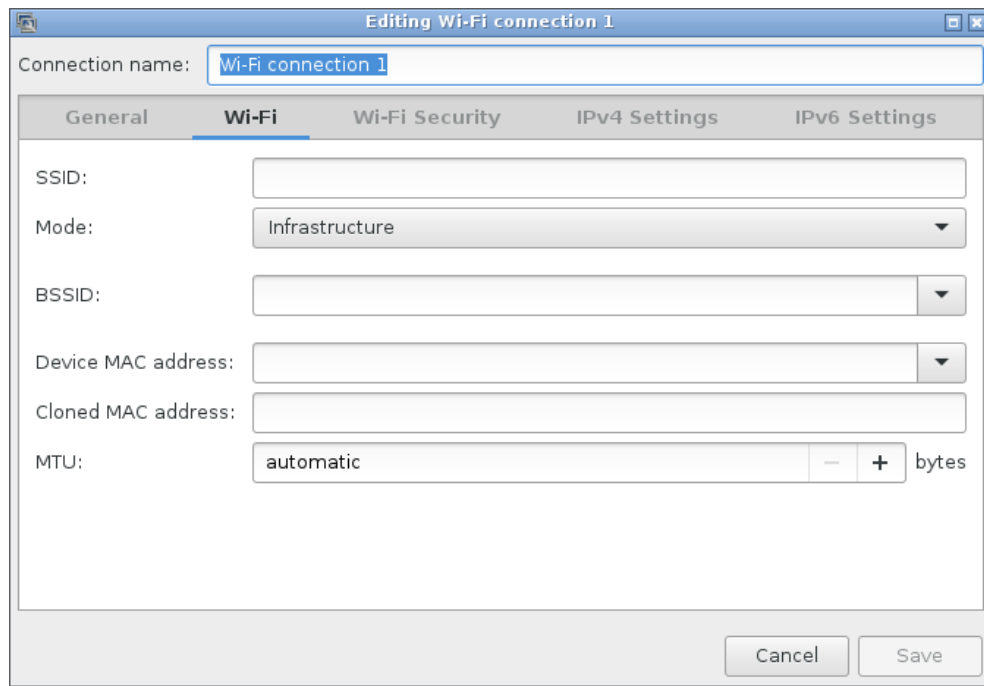 Editing Wi-Fi connection 1
Connection name: Wi-Fi connection 1
General Wi-Fi Wi-Fi Security IPv4 Settings IPv6 Settings
SSID:
Mode: Infrastructure
BSSID:
Device MAC address:
Cloned MAC address:
MTU: automatic − + bytes
Cancel Save